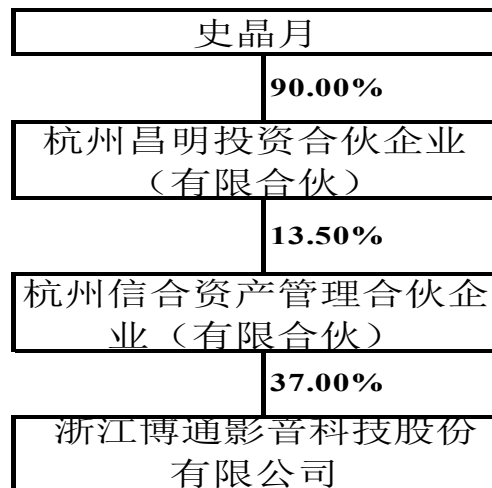 史晶月
90.00%
杭州昌明投资合伙企业
（有限合伙）
13.50%
杭州信合资产管理合伙企
业（有限合伙）
37.00%
浙江博通影音科技股份
有限公司